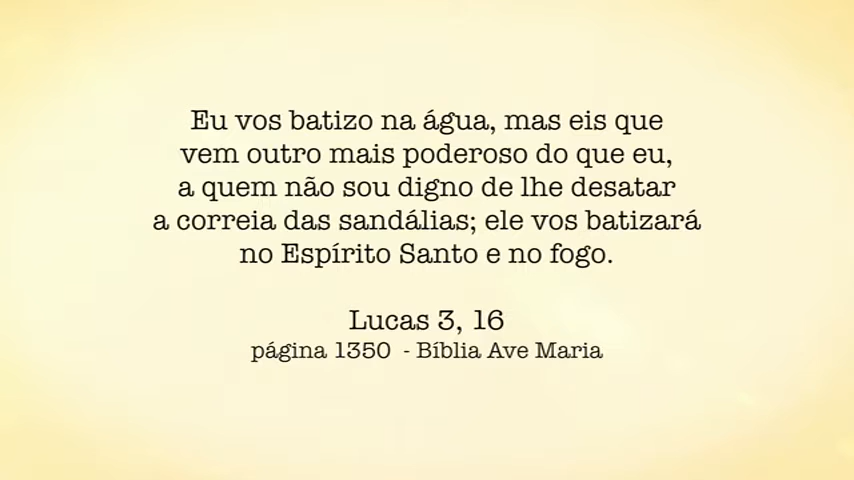 Eu vos batizo na água, mas eis que
vem outro mais poderoso do que eu,
a quem não sou digno de lhe desatar
a correia das sandálias; ele vos batizará
no Espírito Santo e no fogo.
Lucas 3, 16
página 1350 - Bíblia Ave Maria